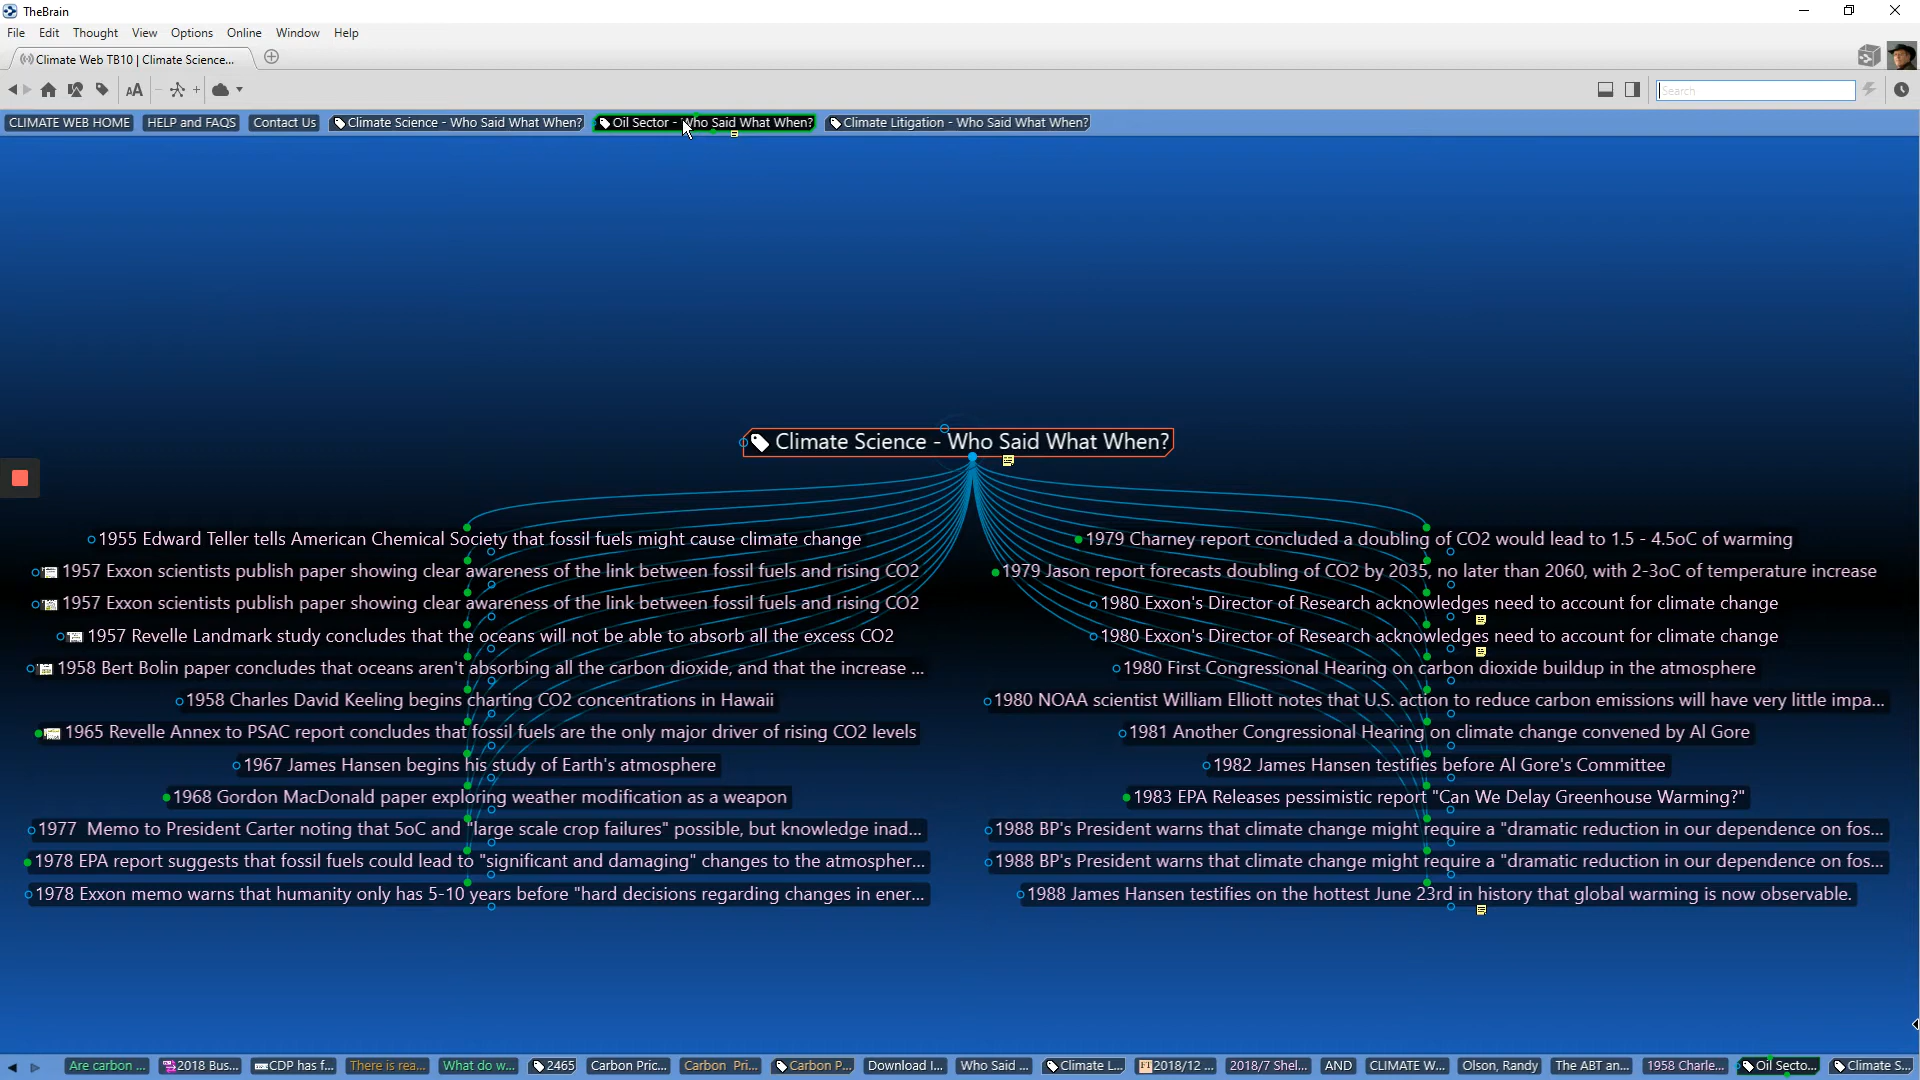 TheBrain
File Edit Thought View Options Online Window Help
Climate Web TB10 | Climate Science...
AA
Search
CLIMATE WEB HOME HELP and FAQS Contact Us Climate Science - Who Said What When? Oil Sector - Who Said What When? Climate Litigation - Who Said What When?
Climate Science - Who Said What When?
1955 Edward Teller tells American Chemical Society that fossil fuels might cause climate change
1957 Exxon scientists publish paper showing clear awareness of the link between fossil fuels and rising CO2
1957 Exxon scientists publish paper showing clear awareness of the link between fossil fuels and rising CO2
1957 Revelle Landmark study concludes that the oceans will not be able to absorb all the excess CO2
1958 Bert Bolin paper concludes that oceans aren't absorbing all the carbon dioxide, and that the increase ...
1958 Charles David Keeling begins charting CO2 concentrations in Hawaii
1965 Revelle Annex to PSAC report concludes that fossil fuels are the only major driver of rising CO2 levels
1967 James Hansen begins his study of Earth's atmosphere
1968 Gordon MacDonald paper exploring weather modification as a weapon
1977 Memo to President Carter noting that 5oC and "large scale crop failures" possible, but knowledge inad...
1978 EPA report suggests that fossil fuels could lead to "significant and damaging" changes to the atmospher...
1978 Exxon memo warns that humanity only has 5-10 years before "hard decisions regarding changes in ener...
1979 Charney report concluded a doubling of CO2 would lead to 1.5 - 4.5oC of warming
1979 Jason report forecasts doubling of CO2 by 2035, no later than 2060, with 2-3oC of temperature increase
1980 Exxon's Director of Research acknowledges need to account for climate change
1980 Exxon's Director of Research acknowledges need to account for climate change
1980 First Congressional Hearing on carbon dioxide buildup in the atmosphere
1980 NOAA scientist William Elliott notes that U.S. action to reduce carbon emissions will have very little impa...
1981 Another Congressional Hearing on climate change convened by Al Gore
1982 James Hansen testifies before Al Gore's Committee
1983 EPA Releases pessimistic report "Can We Delay Greenhouse Warming?"
1988 BP's President warns that climate change might require a "dramatic reduction in our dependence on fos...
1988 BP's President warns that climate change might require a "dramatic reduction in our dependence on fos...
1988 James Hansen testifies on the hottest June 23rd in history that global warming is now observable.
Are carbon ... 2018 Bus... CDP has f... There is rea... What do w... 2465 Carbon Pric... Carbon Pri... Carbon P... Download I... Who Said ... Climate L... FT 2018/12 ... 2018/7 Shel... AND CLIMATE W... Olson, Randy The ABT an... 1958 Charle... Oil Secto... Climate S...